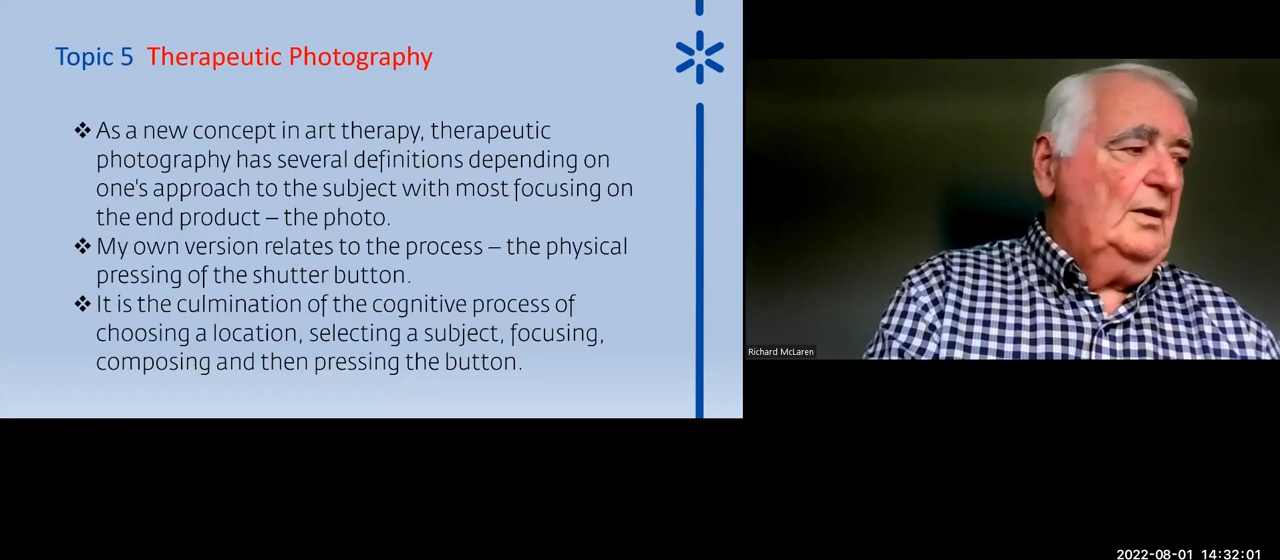 Topic 5 Therapeutic Photography
❖ As a new concept in art therapy, therapeutic
photography has several definitions depending on
one's approach to the subject with most focusing on
the end product – the photo.
❖ My own version relates to the process – the physical
pressing of the shutter button.
❖ It is the culmination of the cognitive process of
choosing a location, selecting a subject, focusing,
composing and then pressing the button.
Richard McLaren
2022-08-01 14:32:01